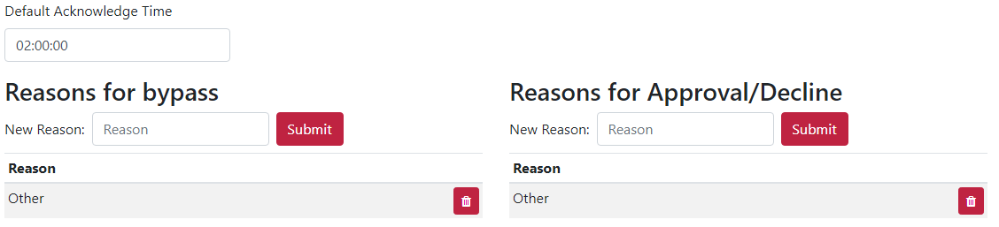 Default Acknowledge Time
02:00:00
Reasons for bypass
New Reason: Reason Submit
Reason
Other
Reasons for Approval/Decline
New Reason: Reason Submit
Reason
Other